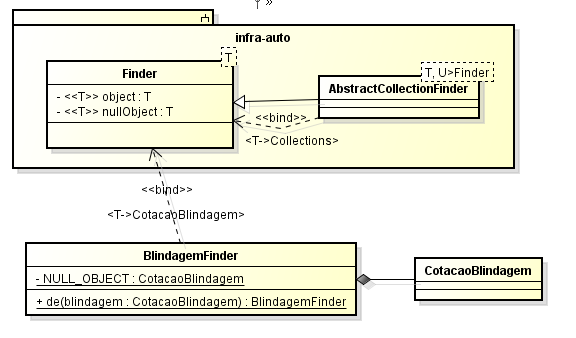 »
infra-auto
T
Finder
- <<T>> object : T
- <<T>> nullObject : T
T, U>Finder
AbstractCollectionFinder
<<bind>>
<T->Collections>
<<bind>>
<T->CotacaoBlindagem>
BlindagemFinder
- NULL_OBJECT : CotacaoBlindagem
+ de(blindagem : CotacaoBlindagem) : BlindagemFinder
CotacaoBlindagem